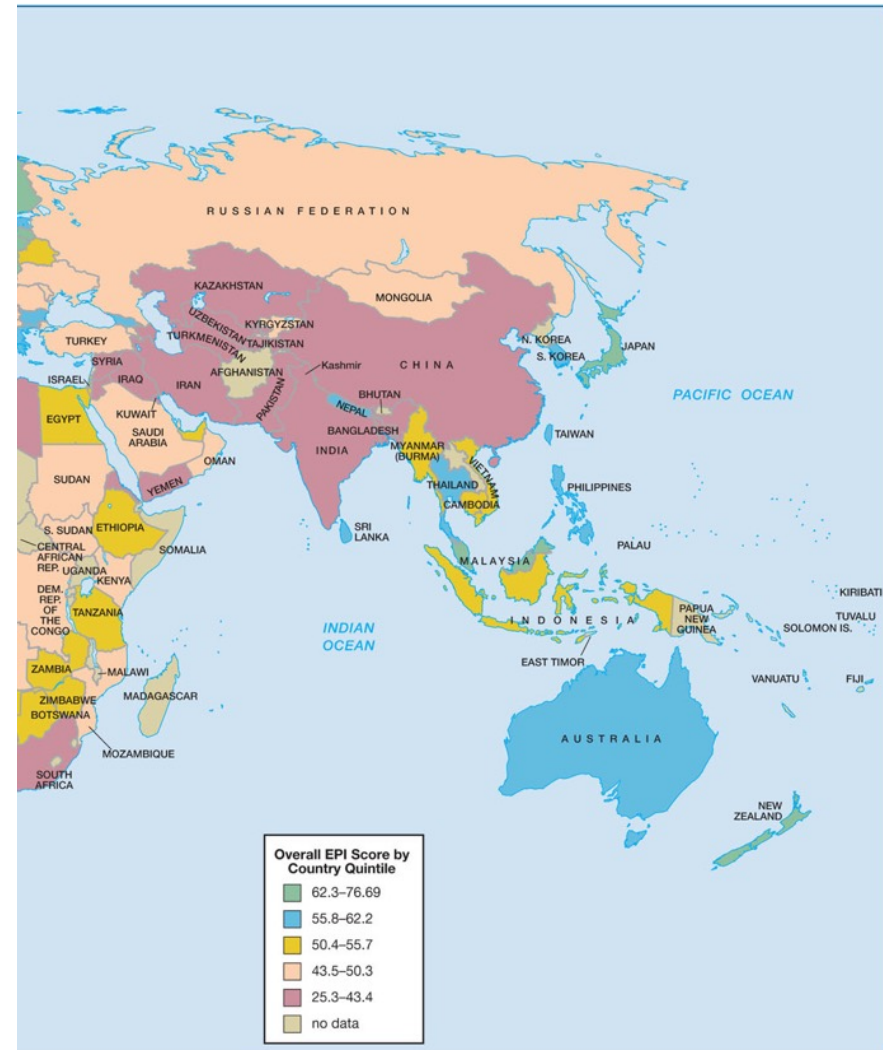 RUSSIAN FEDERATION
KAZAKHSTAN
MONGOLIA
UZBEKISTAN
KYRGYZSTAN
TURKEY
TURKMENISTAN
TAJIKISTAN
N. KOREA
JAPAN
S. KOREA
SYRIA
CHINA
Kashmir
AFGHANISTAN
ISRAEL
IRAQ
IRAN
PAKISTAN
BHUTAN
PACIFIC OCEAN
NEPAL
EGYPT
KUWAIT
BANGLADESH
SAUDI
ARABIA
TAIWAN
MYANMAR
(BURMA)
INDIA
OMAN
VIETNAM
SUDAN
YEMEN
THAILAND
PHILIPPINES
CAMBODIA
ETHIOPIA
S. SUDAN
SRI
LANKA
CENTRAL
AFRICAN
REP.
SOMALIA
PALAU
MALAYSIA
UGANDA
KENYA
DEM.
REP.
OF
THE
CONGO
KIRIBATI
TANZANIA
PAPUA
NEW
GUINEA
TUVALU
INDONESIA
SOLOMON IS.
INDIAN
OCEAN
EAST TIMOR
ZAMBIA
MALAWI
VANUATU
FIJI
MADAGASCAR
ZIMBABWE
BOTSWANA
AUSTRALIA
MOZAMBIQUE
SOUTH
AFRICA
NEW
ZEALAND
Overall EPI Score by
Country Quintile
62.3–76.69
55.8–62.2
50.4–55.7
43.5–50.3
25.3–43.4
no data